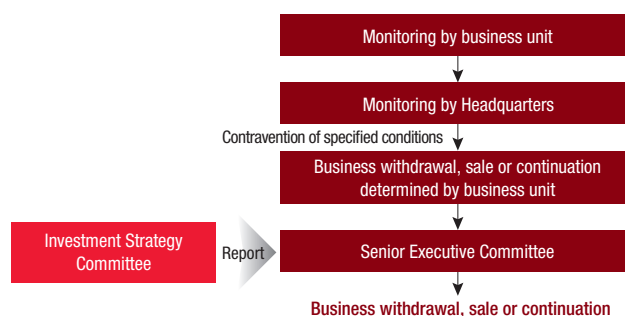 Monitoring by business unit
Monitoring by Headquarters
Contravention of specified conditions
Business withdrawal, sale or continuation
determined by business unit
Investment Strategy
Committee
Report
Senior Executive Committee
Business withdrawal, sale or continuation